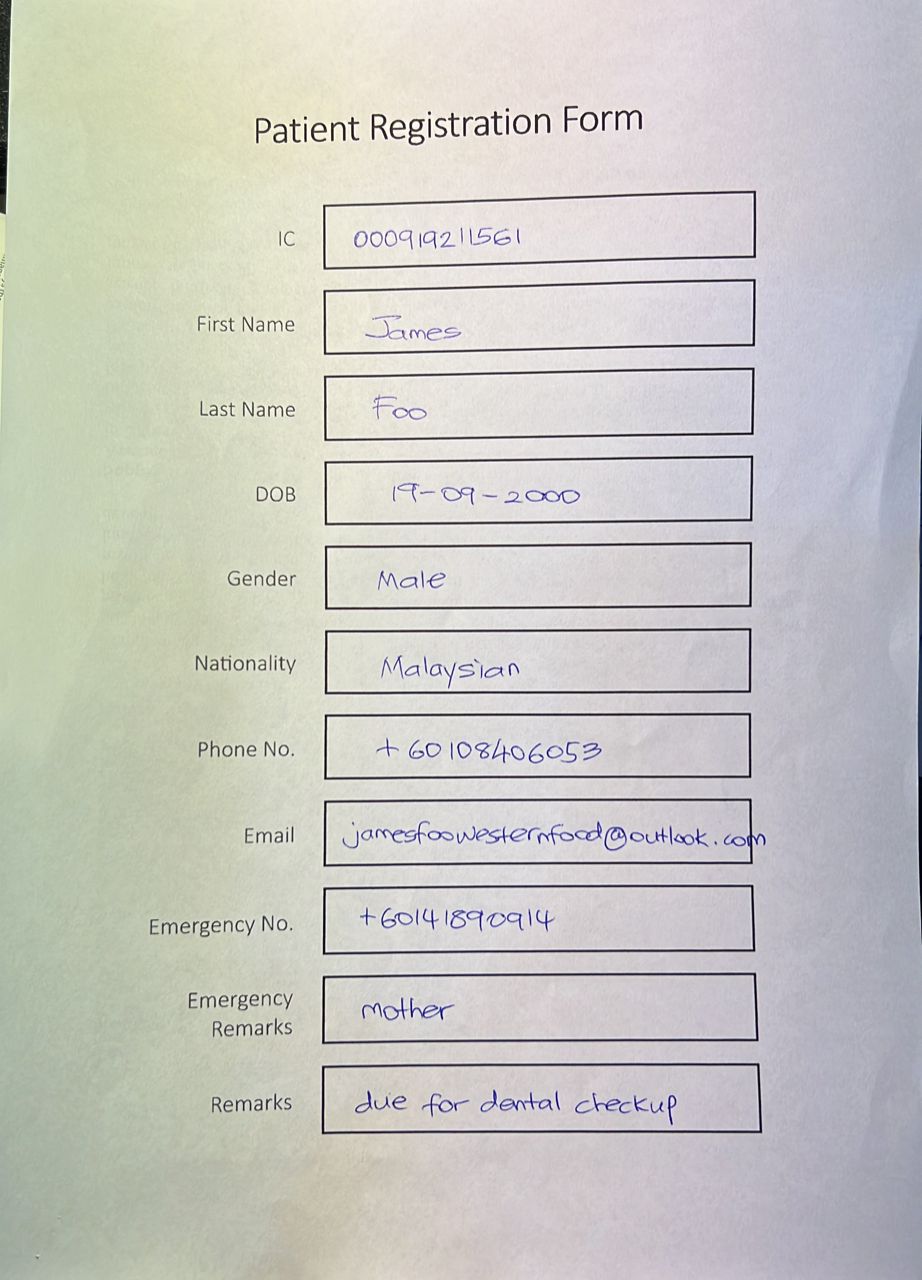 Patient Registration Form
IC 000919211561
First Name James
Last Name Foo
DOB 19-09-2000
Gender Male
Nationality Malaysian
Phone No. +60108406053
Email jamesfoowesternfood@outlook.com
Emergency No. +60141890914
Emergency
Remarks mother
Remarks due for dental checkup